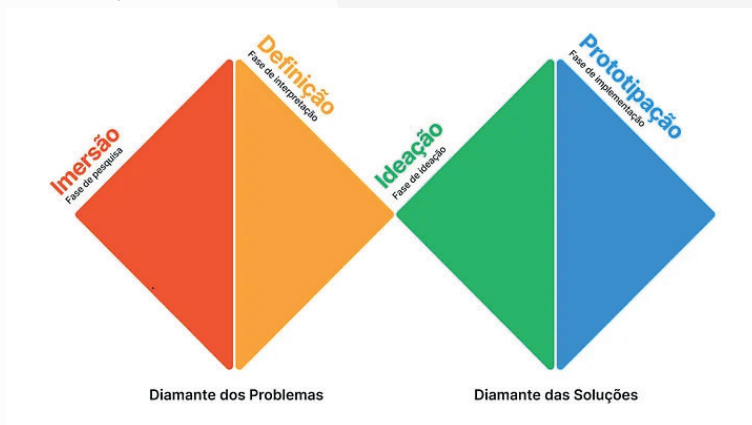 Imersão
Fase de pesquisa
Definição
Fase de interpretação
Ideação
Fase de ideação
Prototipação
Fase de implementação
Diamante dos Problemas
Diamante das Soluções